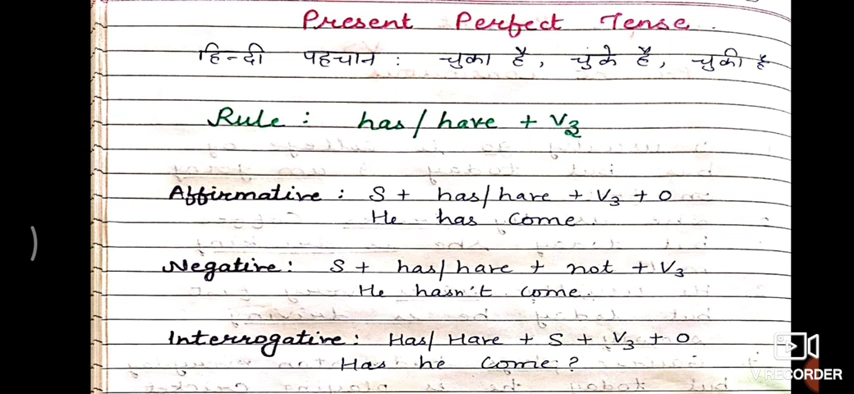 Present Perfect Tense.
हिन्दी पहचान : चुका है, चुके है, चुकी है
Rule : has/have + V3
Affirmative : S + has/have + V3 + O
He has come.
Negative : S + has/have + not + V3
He hasn't come.
Interrogative : Has/Have + S + V3 + O
Has he come ?
V RECORDER